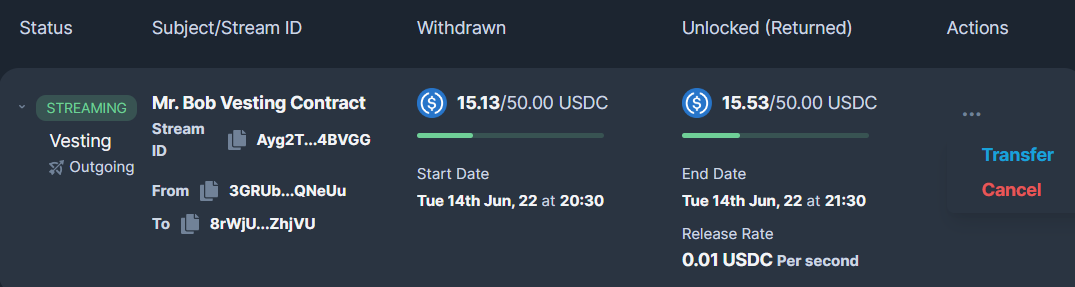 Status Subject/Stream ID Withdrawn Unlocked (Returned) Actions
STREAMING
Vesting
Outgoing
Mr. Bob Vesting Contract
Stream ID Ayg2T...4BVGG
From 3GRUb...QNeUu
To 8rWjU...ZhjVU
15.13/50.00 USDC
Start Date
Tue 14th Jun, 22 at 20:30
15.53/50.00 USDC
End Date
Tue 14th Jun, 22 at 21:30
Release Rate
0.01 USDC Per second
...
Transfer
Cancel